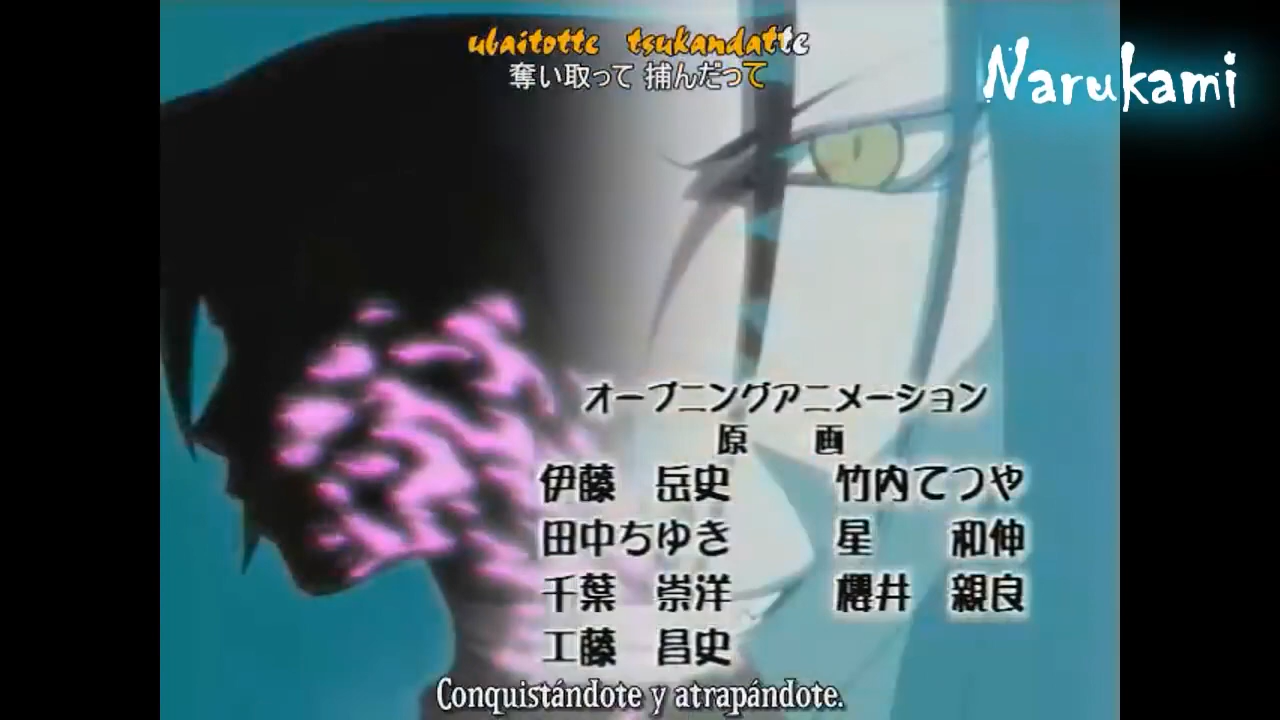 ubaitotte tsukandatte
奪い取って 捕んだって
Narukami
オープニングアニメーション
原 画
伊藤 岳史 竹内てつや
田中ちゆき 星 和伸
千葉 崇洋 櫻井 親良
工藤 昌史
Conquistándote y atrapándote.